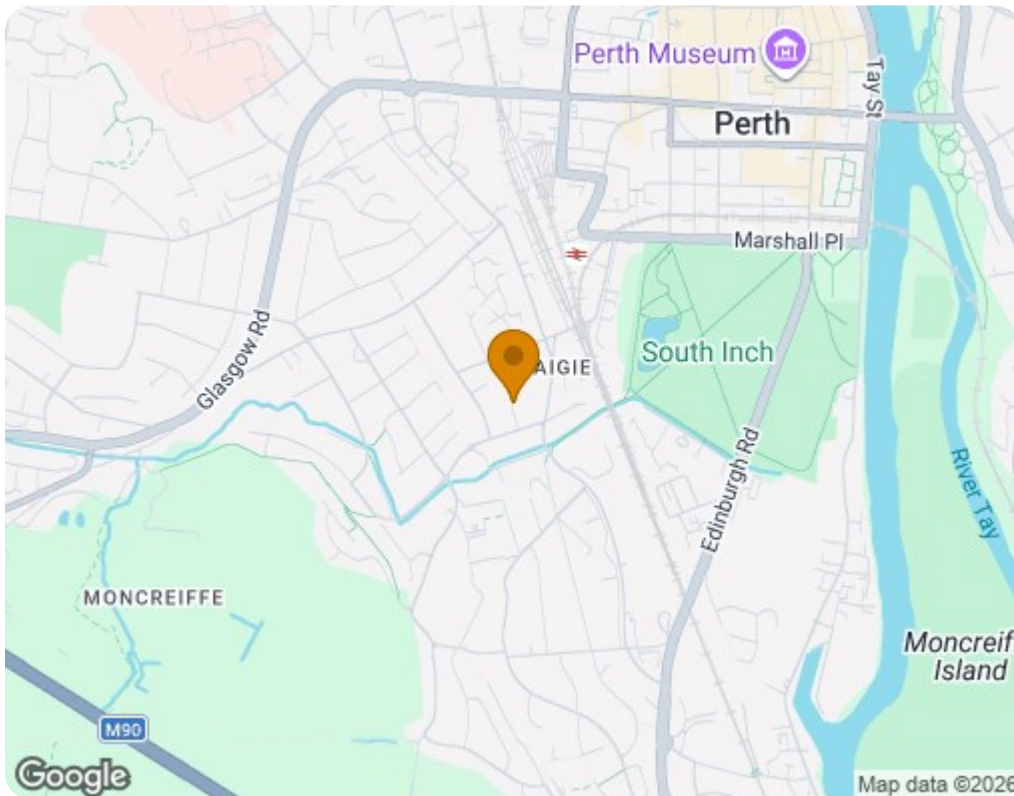 Perth Museum
Tay St
Perth
Marshall Pl
Glasgow Rd
South Inch
AIGIE
Edinburgh Rd
River Tay
MONCREIFFE
Moncreif
Island
M90
Google
Map data ©2026